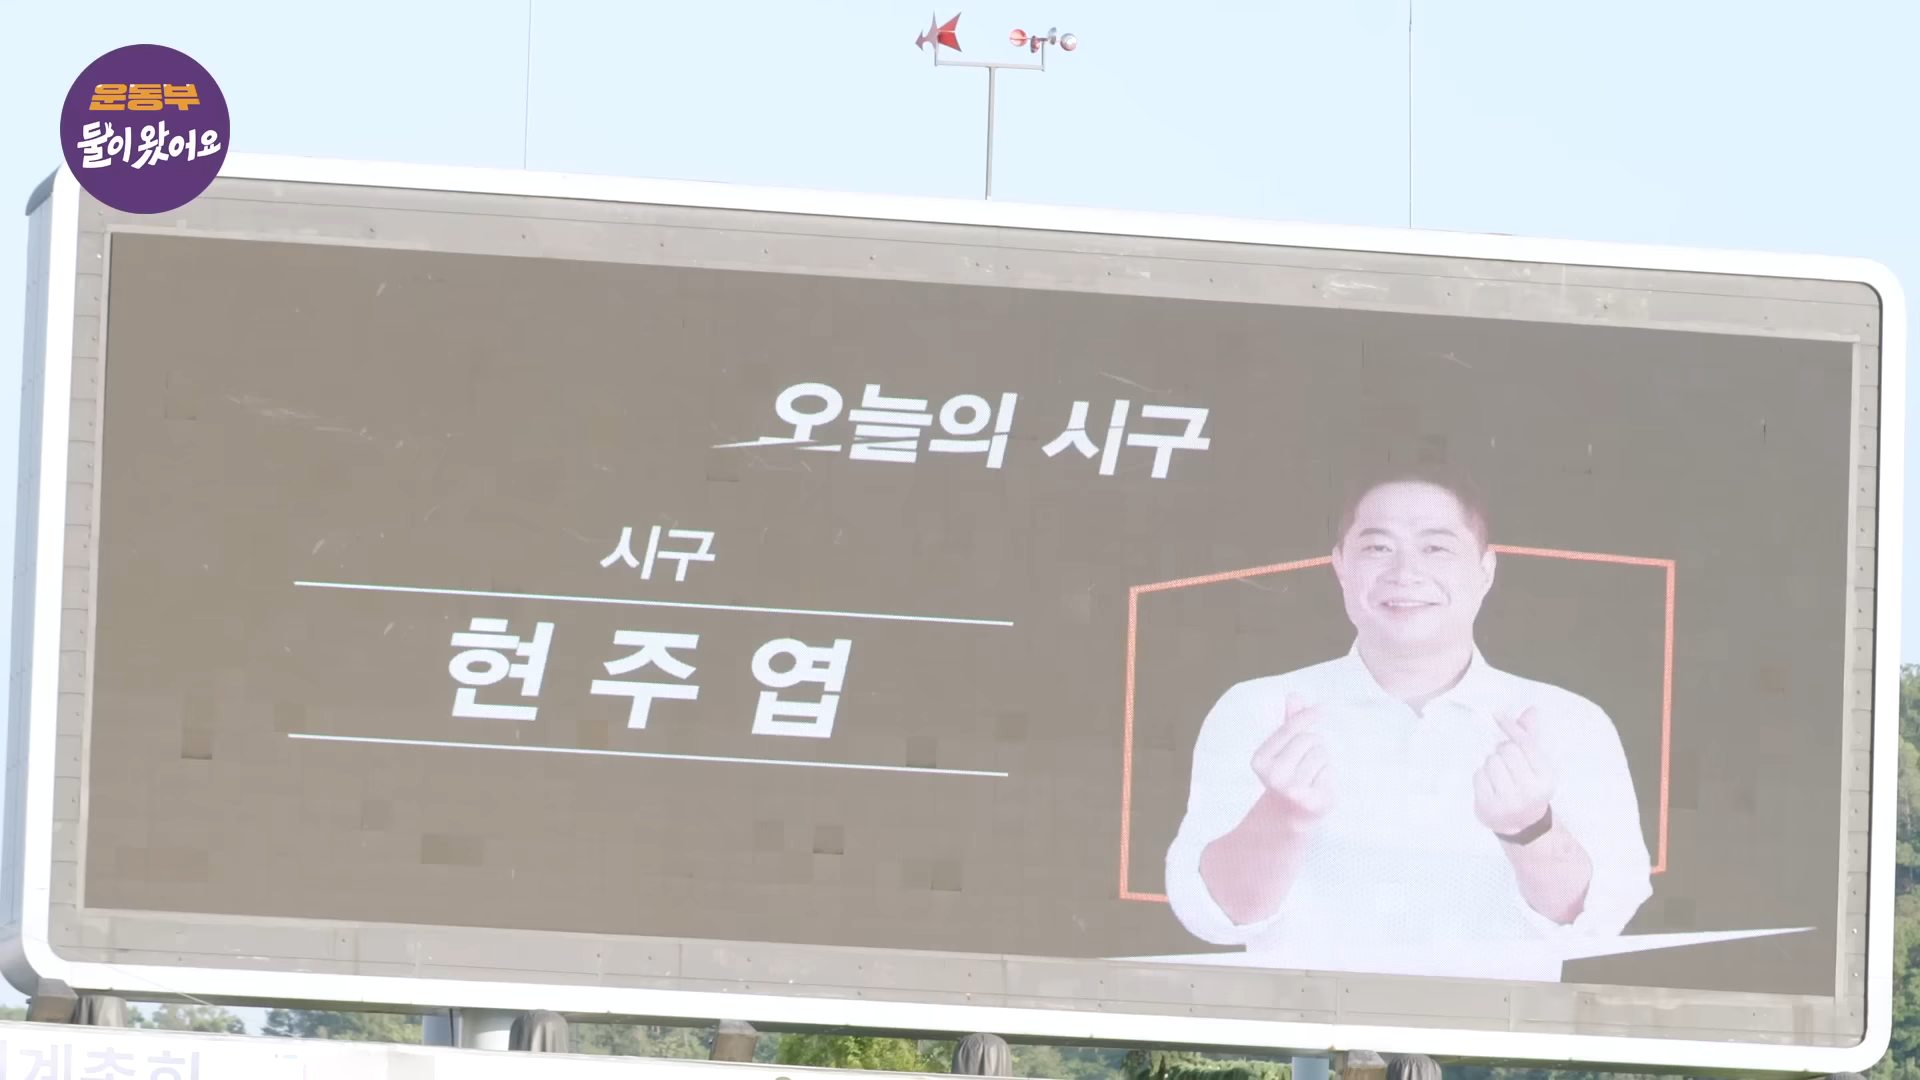 운동부
둘이 왔어요
오늘의 시구
시구
현주엽